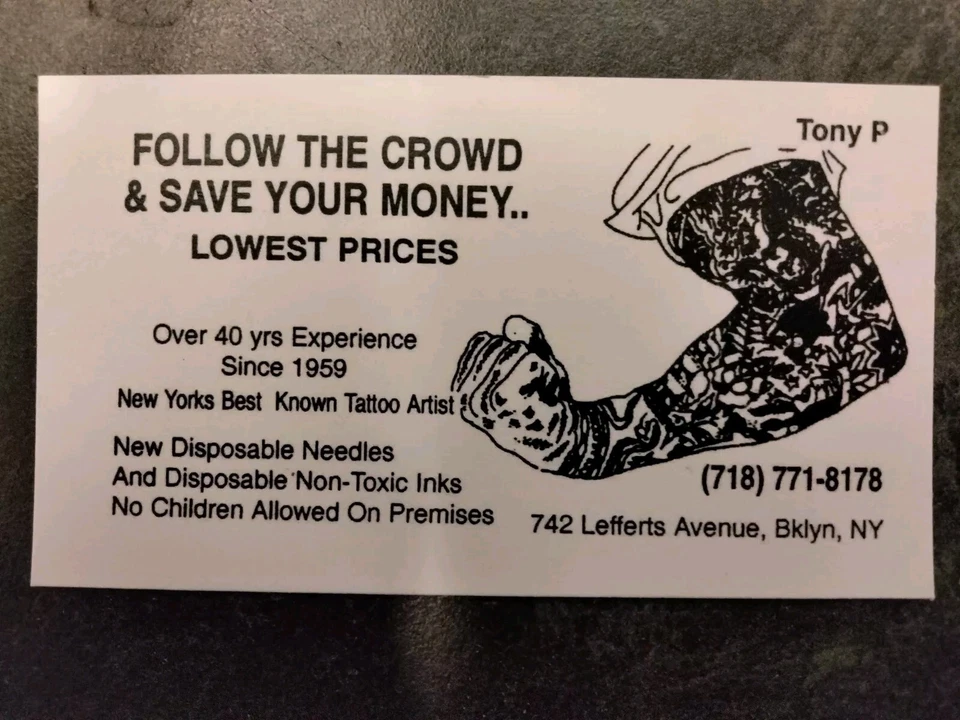 Tony P
FOLLOW THE CROWD
& SAVE YOUR MONEY..
LOWEST PRICES
Over 40 yrs Experience
Since 1959
New Yorks Best Known Tattoo Artist
New Disposable Needles
And Disposable Non-Toxic Inks
No Children Allowed On Premises
(718) 771-8178
742 Lefferts Avenue, Bklyn, NY